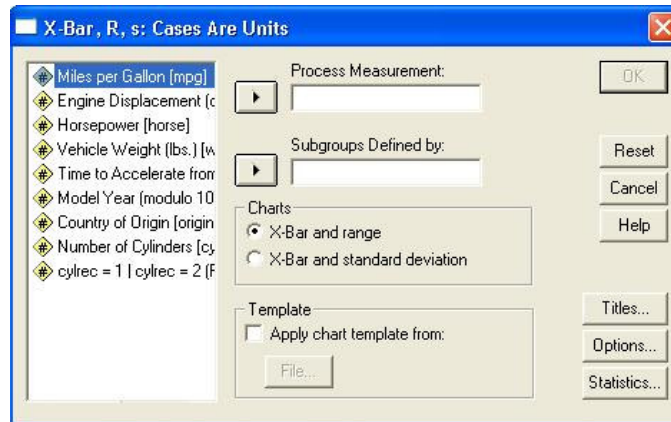 X-Bar, R, s: Cases Are Units
Miles per Gallon [mpg]
Engine Displacement (c
Horsepower [horse]
Vehicle Weight (lbs.) [w
Time to Accelerate from
Model Year (modulo 10
Country of Origin [origin
Number of Cylinders [cy
cylrec = 1 | cylrec = 2 (F
Process Measurement:
Subgroups Defined by:
Charts
X-Bar and range
X-Bar and standard deviation
Template
Apply chart template from:
File...
OK
Reset
Cancel
Help
Titles...
Options...
Statistics...